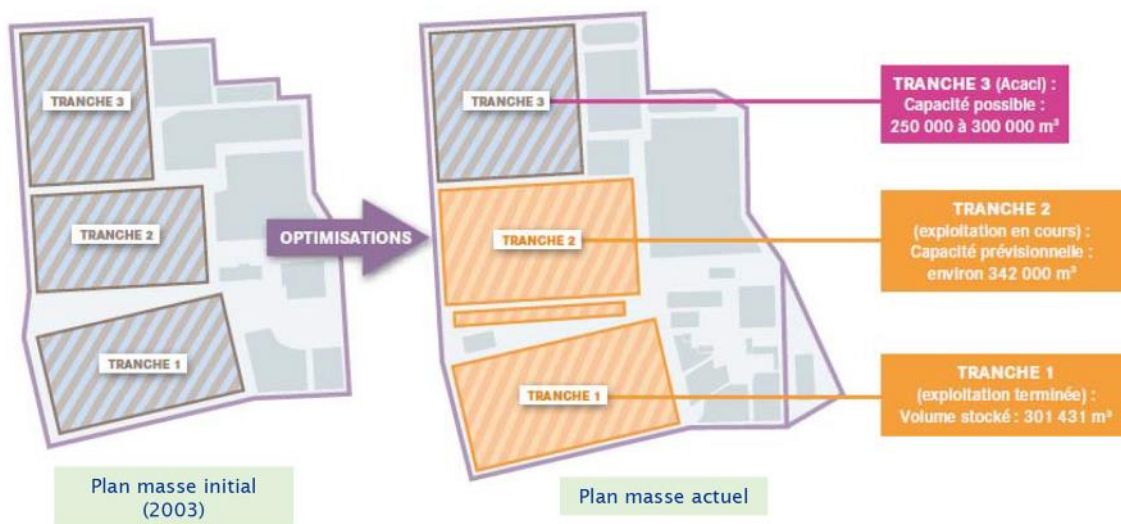 TRANCHE 3
TRANCHE 2
TRANCHE 1
Plan masse initial
(2003)
OPTIMISATIONS
TRANCHE 3
TRANCHE 2
TRANCHE 1
Plan masse actuel
TRANCHE 3 (Acaci) :
Capacité possible :
250 000 à 300 000 m³
TRANCHE 2
(exploitation en cours) :
Capacité prévisionnelle :
environ 342 000 m³
TRANCHE 1
(exploitation terminée) :
Volume stocké : 301 431 m³